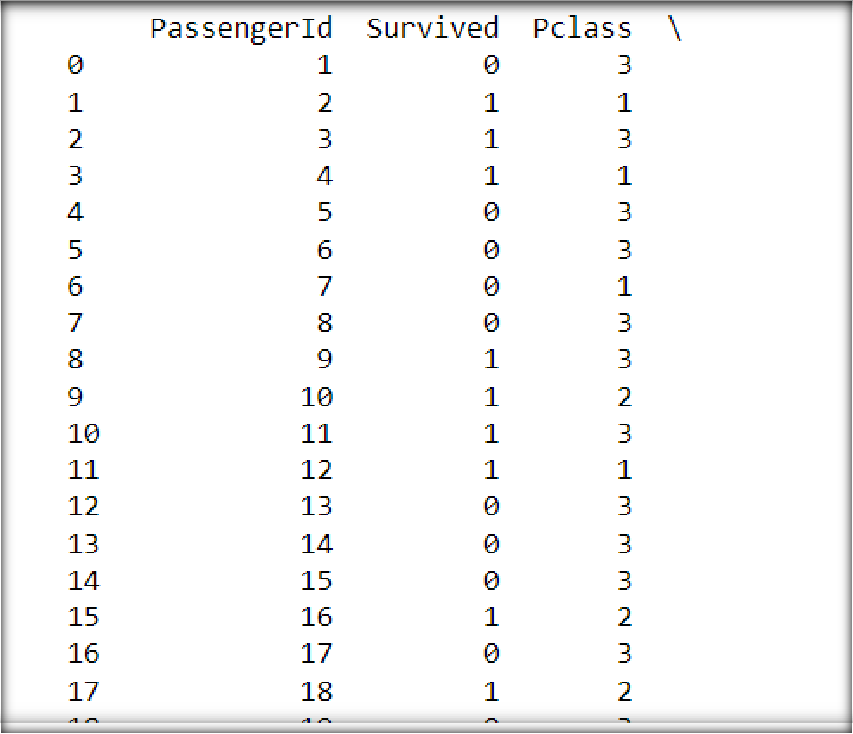 PassengerId Survived Pclass \
0 1 0 3
1 2 1 1
2 3 1 3
3 4 1 1
4 5 0 3
5 6 0 3
6 7 0 1
7 8 0 3
8 9 1 3
9 10 1 2
10 11 1 3
11 12 1 1
12 13 0 3
13 14 0 3
14 15 0 3
15 16 1 2
16 17 0 3
17 18 1 2